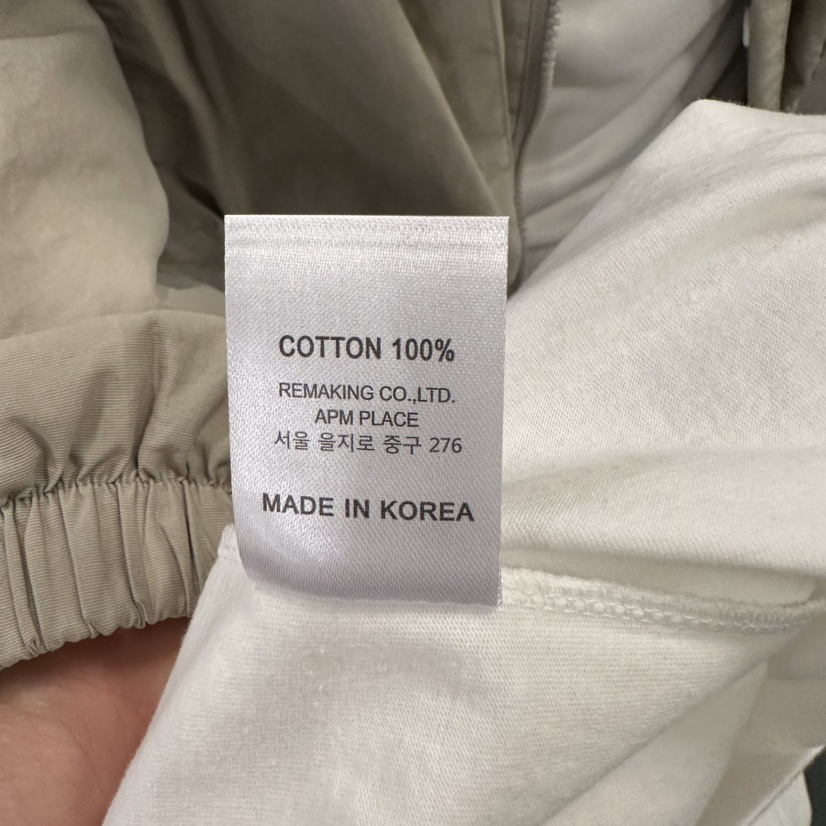 COTTON 100%
REMAKING CO.,LTD.
APM PLACE
서울 을지로 중구 276
MADE IN KOREA